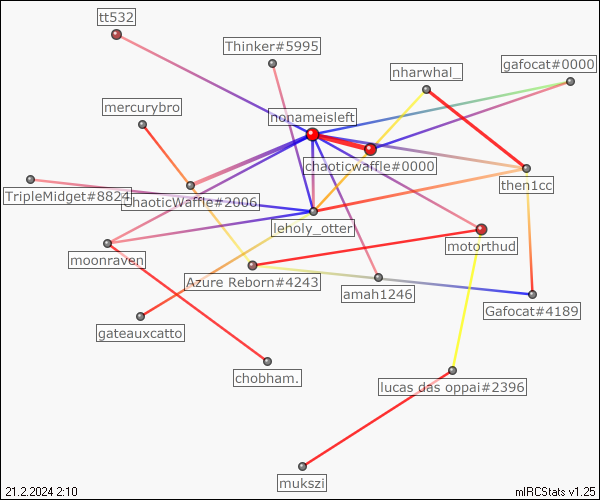 tt532
Thinker#5995
nharwhal_
gafocat#0000
mercurybro
nonameisleft
chaoticwaffle#0000
then1cc
TripleMidget#8824
ChaoticWaffle#2006
leholy_otter
motorthud
moonraven
Azure Reborn#4243
amah1246
Gafocat#4189
gateauxcatto
chobham.
lucas das oppai#2396
mukszi
21.2.2024 2:10
mIRCStats v1.25